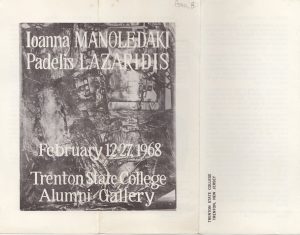 Ioanna MANOLEDAKI
Padelis LAZARIDIS
February 12-27, 1968
Trenton State College
Alumni Gallery
TRENTON STATE COLLEGE
TRENTON, NEW JERSEY